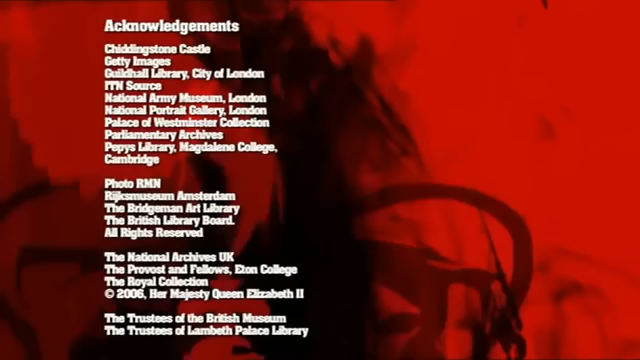 Acknowledgements
Chiddingstone Castle
Getty Images
Guildhall Library, City of London
ITN Source
National Army Museum, London
National Portrait Gallery, London
Palace of Westminster Collection
Parliamentary Archives
Pepys Library, Magdalene College,
Cambridge
Photo RMN
Rijksmuseum Amsterdam
The Bridgeman Art Library
The British Library Board.
All Rights Reserved
The National Archives UK
The Provost and Fellows, Eton College
The Royal Collection
© 2006, Her Majesty Queen Elizabeth II
The Trustees of the British Museum
The Trustees of Lambeth Palace Library